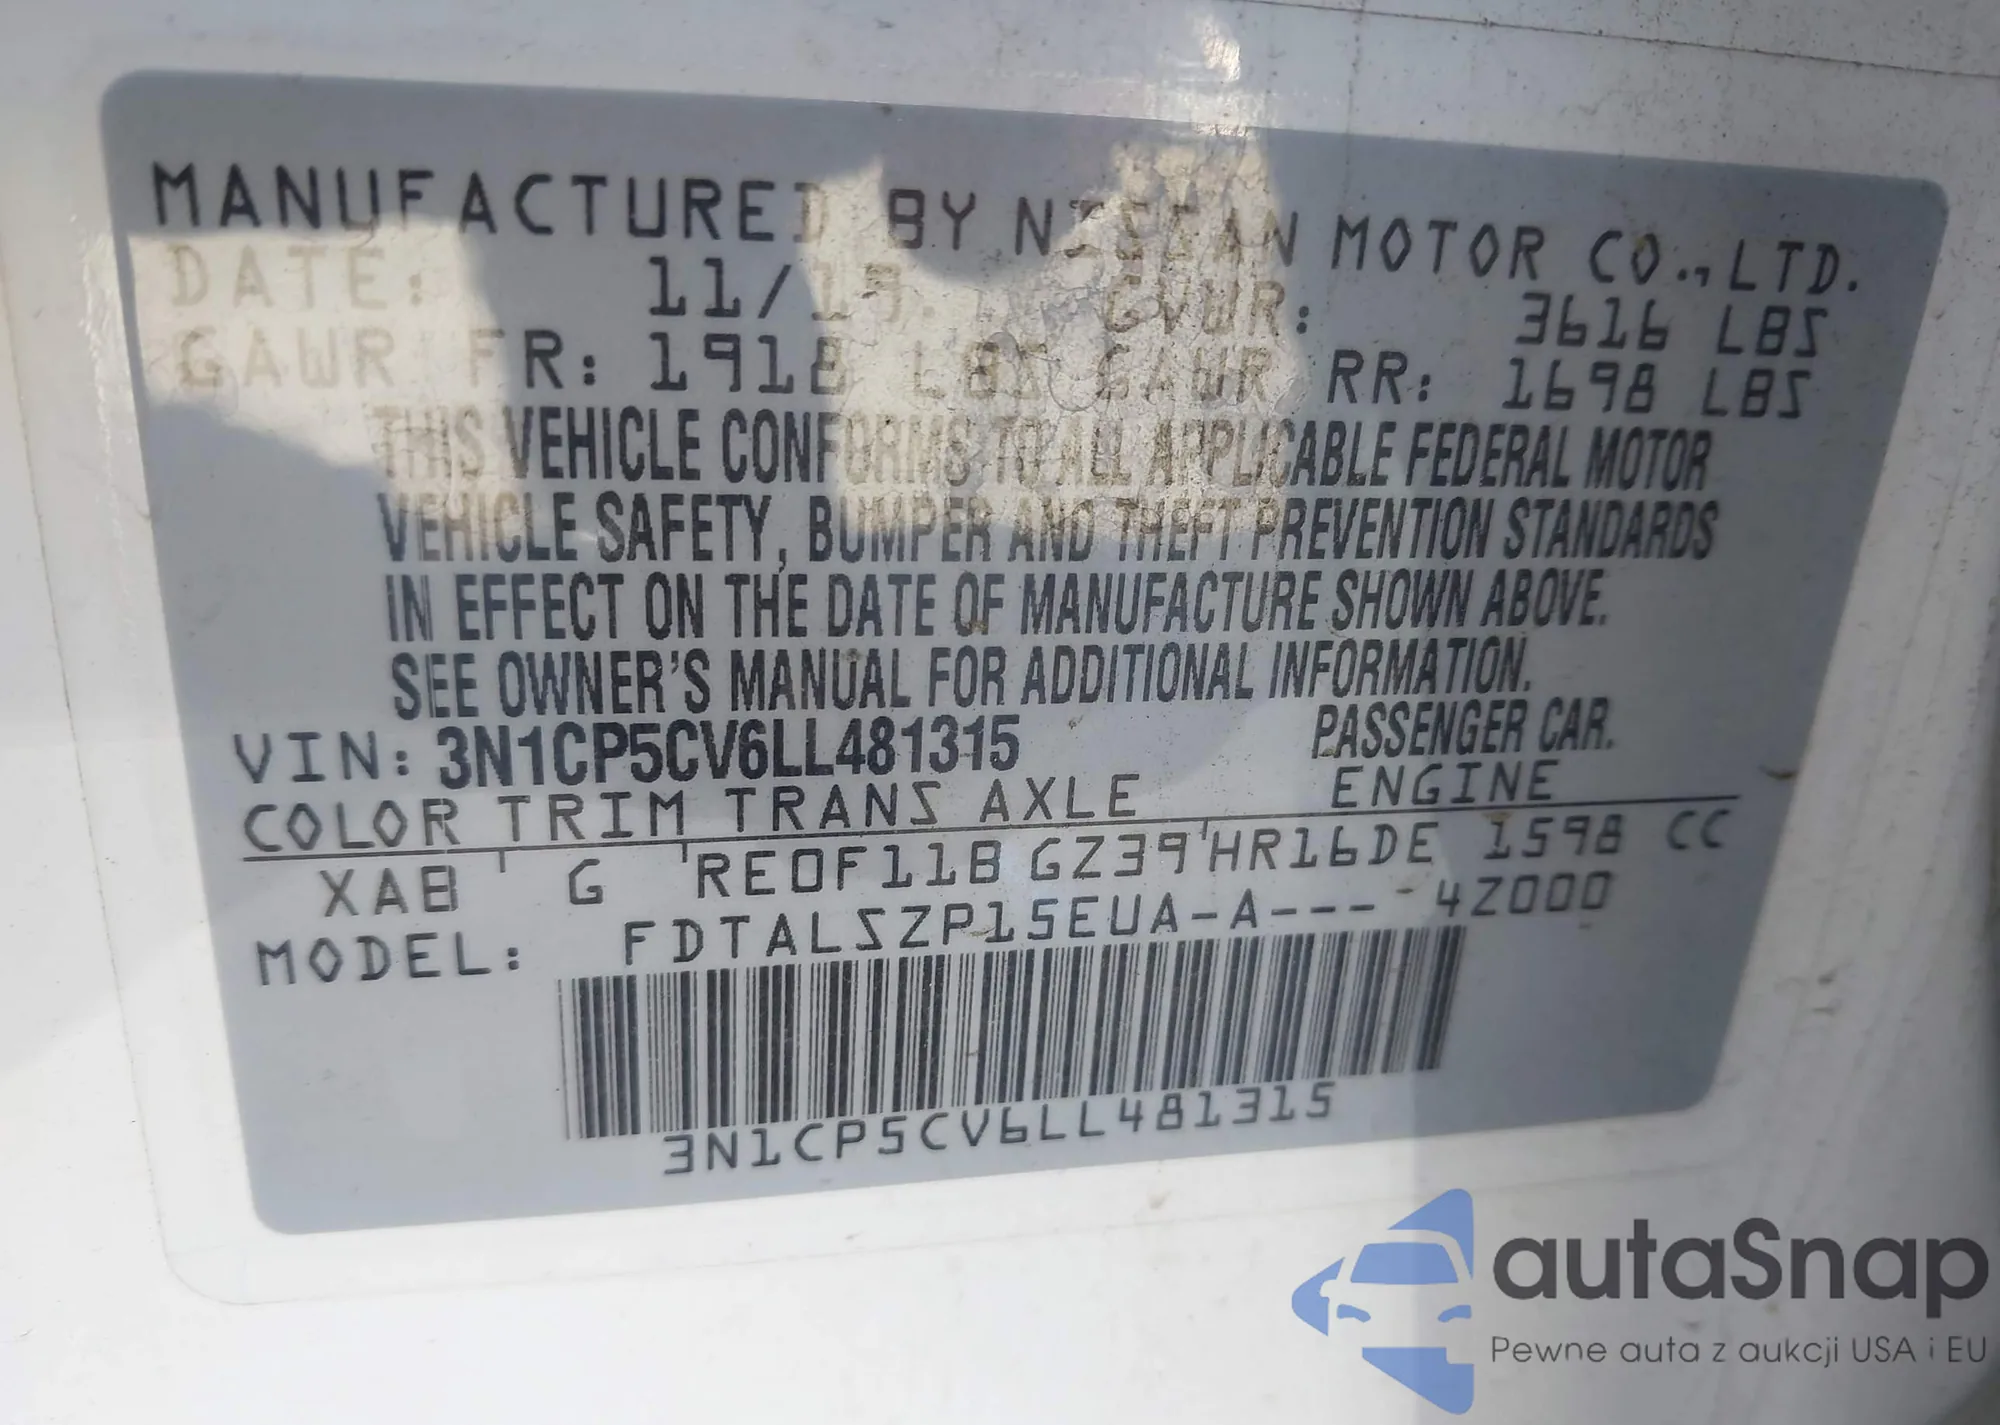 MANUFACTURED BY NISSAN MOTOR CO., LTD.
DATE: 11/19 GVWR: 3616 LBS
GAWR FR: 1918 LBS GAWR RR: 1698 LBS
THIS VEHICLE CONFORMS TO ALL APPLICABLE FEDERAL MOTOR
VEHICLE SAFETY, BUMPER AND THEFT PREVENTION STANDARDS
IN EFFECT ON THE DATE OF MANUFACTURE SHOWN ABOVE.
SEE OWNER'S MANUAL FOR ADDITIONAL INFORMATION.
VIN: 3N1CP5CV6LL481315 PASSENGER CAR.
COLOR TRIM TRANS AXLE ENGINE
XAB G RE0F11B GZ39 HR16DE 1598 CC
MODEL: FDTALSZP15EUA-A---- 4Z000
3N1CP5CV6LL481315
autaSnap
Pewne auta z aukcji USA i EU